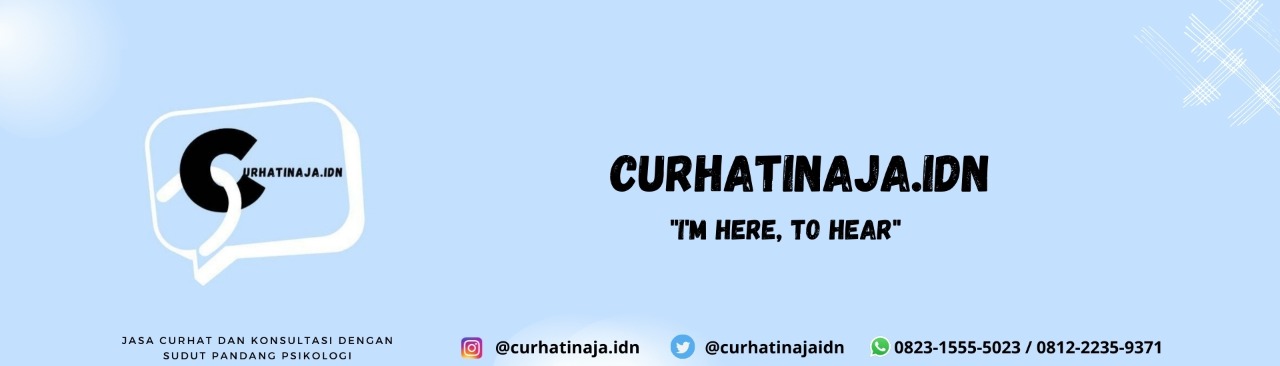 CURHATINAJA.IDN
CURHATINAJA.IDN
"I'M HERE, TO HEAR"
JASA CURHAT DAN KONSULTASI DENGAN
SUDUT PANDANG PSIKOLOGI
@curhatinaja.idn
@curhatinajaidn
0823-1555-5023 / 0812-2235-9371